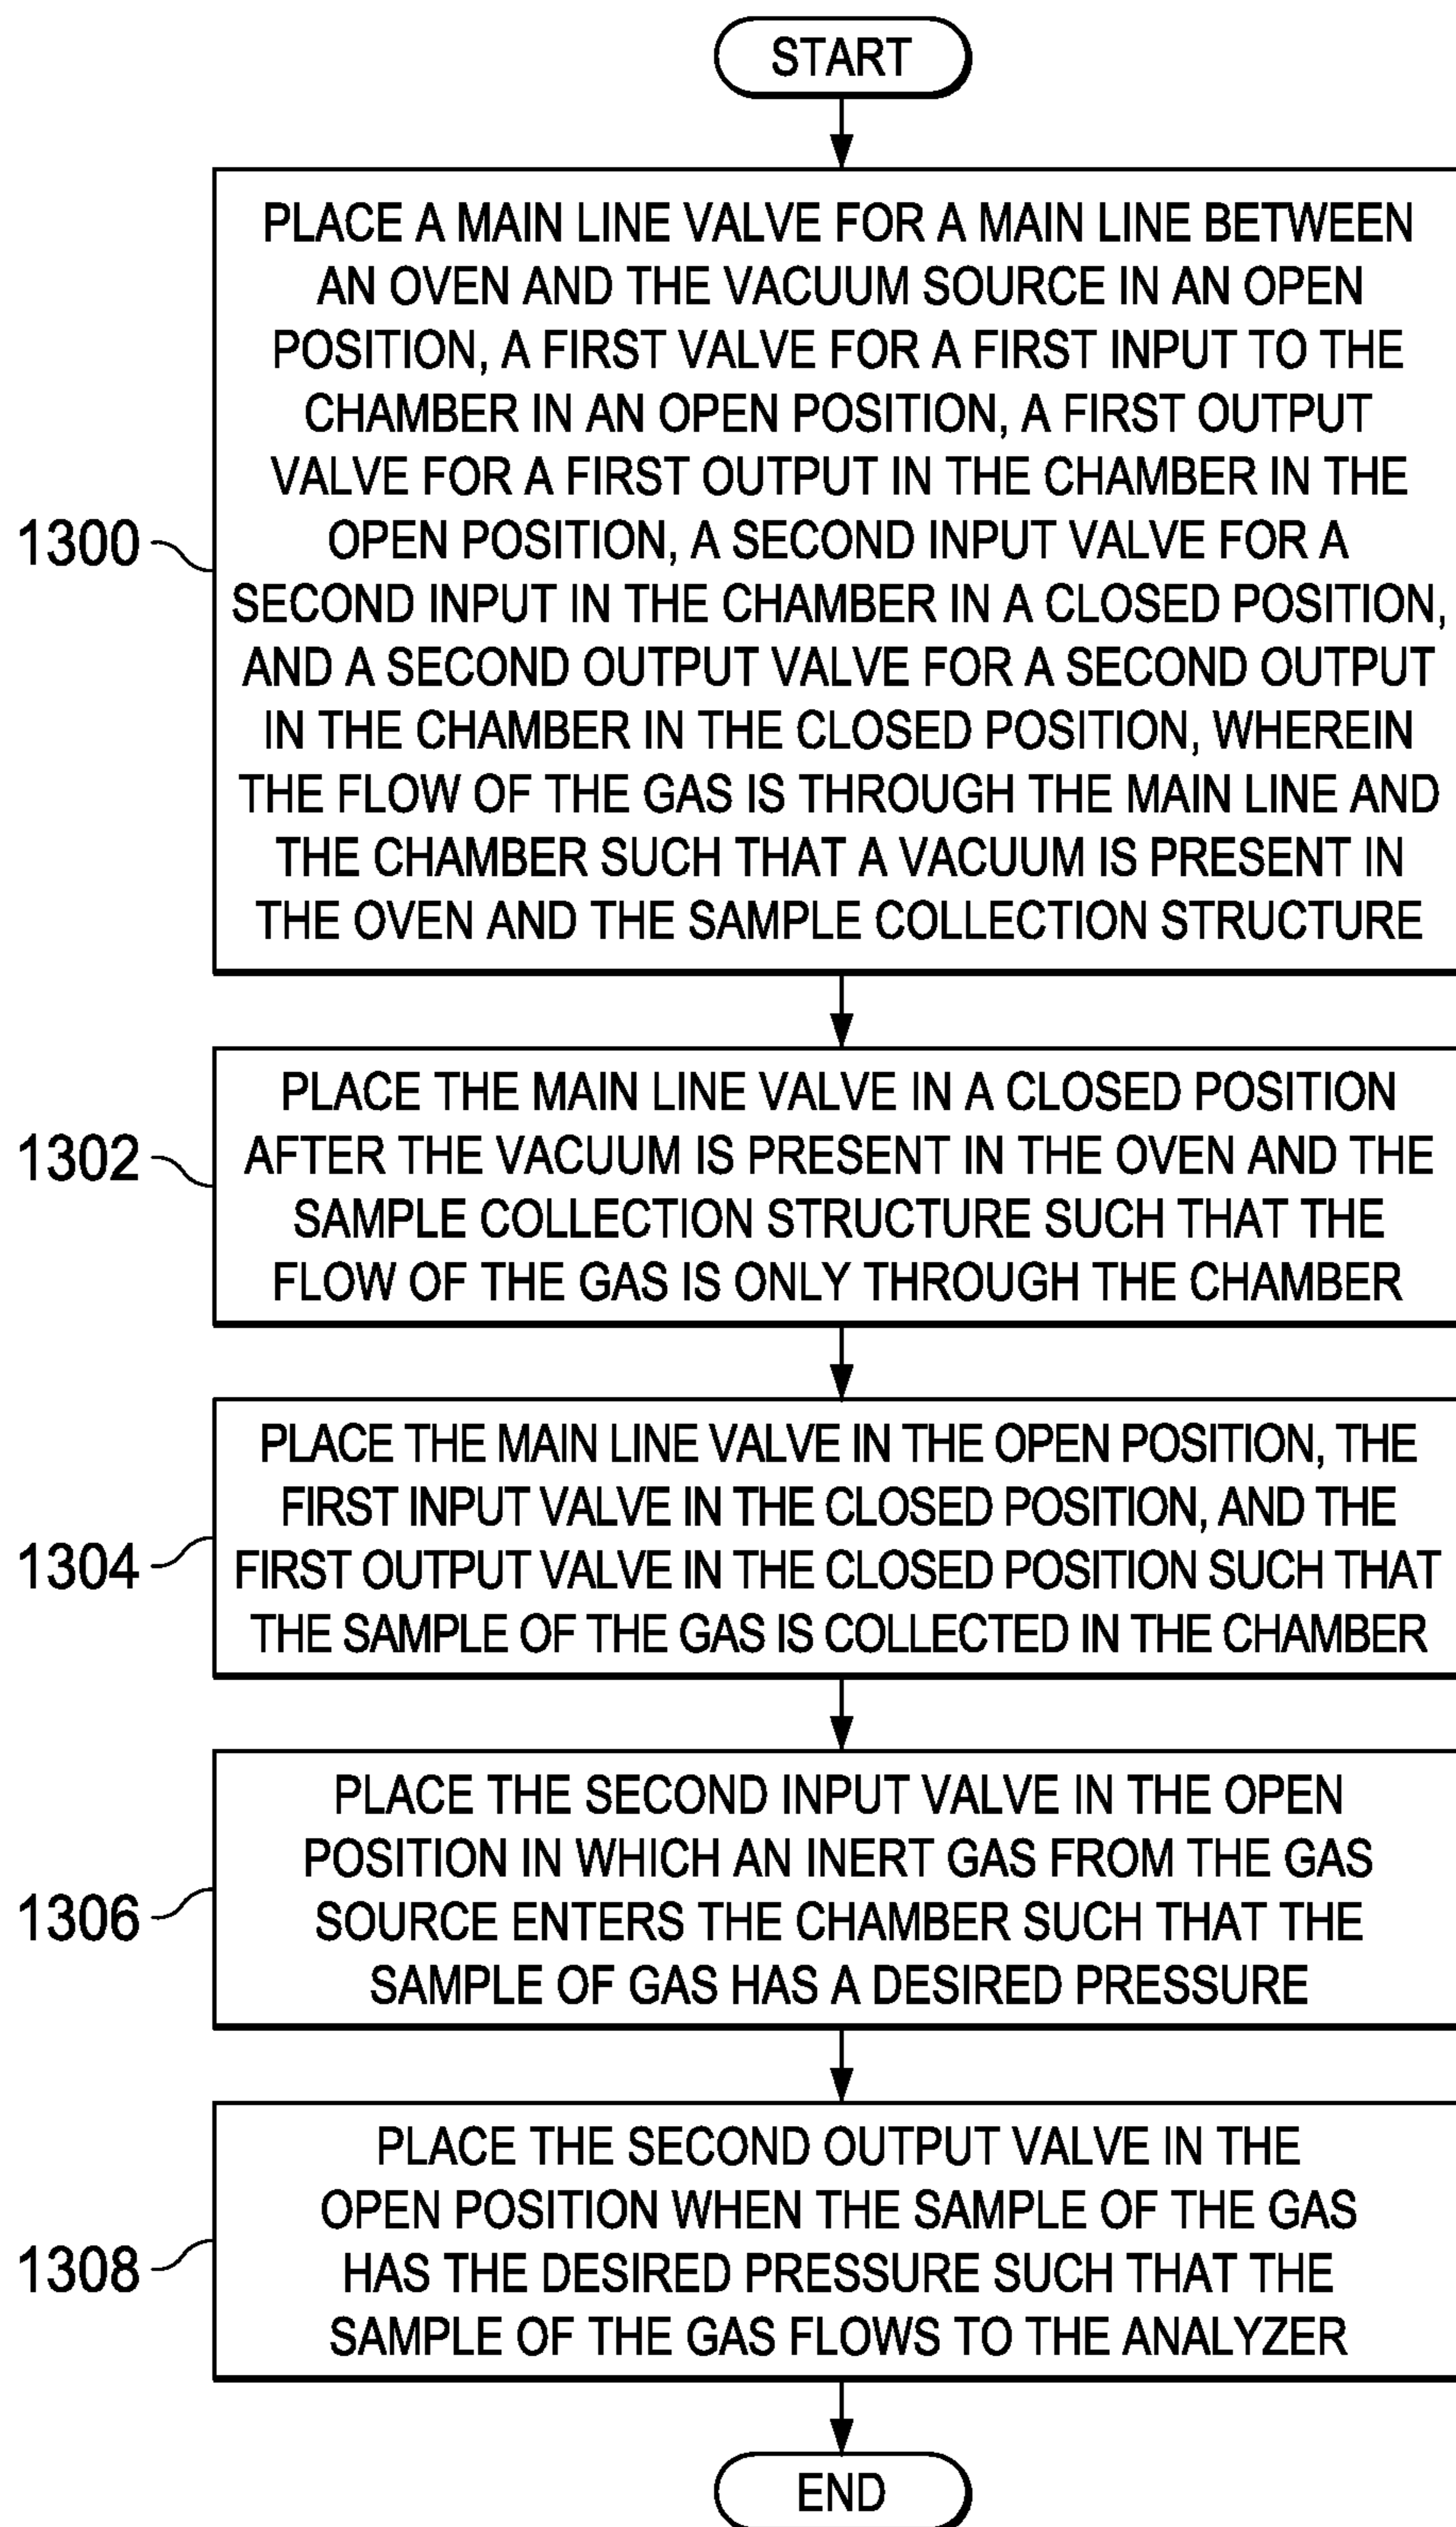 START
PLACE A MAIN LINE VALVE FOR A MAIN LINE BETWEEN
AN OVEN AND THE VACUUM SOURCE IN AN OPEN
POSITION, A FIRST VALVE FOR A FIRST INPUT TO THE
CHAMBER IN AN OPEN POSITION, A FIRST OUTPUT
VALVE FOR A FIRST OUTPUT IN THE CHAMBER IN THE
OPEN POSITION, A SECOND INPUT VALVE FOR A
SECOND INPUT IN THE CHAMBER IN A CLOSED POSITION,
AND A SECOND OUTPUT VALVE FOR A SECOND OUTPUT
IN THE CHAMBER IN THE CLOSED POSITION, WHEREIN
THE FLOW OF THE GAS IS THROUGH THE MAIN LINE AND
THE CHAMBER SUCH THAT A VACUUM IS PRESENT IN
THE OVEN AND THE SAMPLE COLLECTION STRUCTURE
1300
PLACE THE MAIN LINE VALVE IN A CLOSED POSITION
AFTER THE VACUUM IS PRESENT IN THE OVEN AND THE
SAMPLE COLLECTION STRUCTURE SUCH THAT THE
FLOW OF THE GAS IS ONLY THROUGH THE CHAMBER
1302
PLACE THE MAIN LINE VALVE IN THE OPEN POSITION, THE
FIRST INPUT VALVE IN THE CLOSED POSITION, AND THE
FIRST OUTPUT VALVE IN THE CLOSED POSITION SUCH THAT
THE SAMPLE OF THE GAS IS COLLECTED IN THE CHAMBER
1304
PLACE THE SECOND INPUT VALVE IN THE OPEN
POSITION IN WHICH AN INERT GAS FROM THE GAS
SOURCE ENTERS THE CHAMBER SUCH THAT THE
SAMPLE OF GAS HAS A DESIRED PRESSURE
1306
PLACE THE SECOND OUTPUT VALVE IN THE
OPEN POSITION WHEN THE SAMPLE OF THE GAS
HAS THE DESIRED PRESSURE SUCH THAT THE
SAMPLE OF THE GAS FLOWS TO THE ANALYZER
1308
END